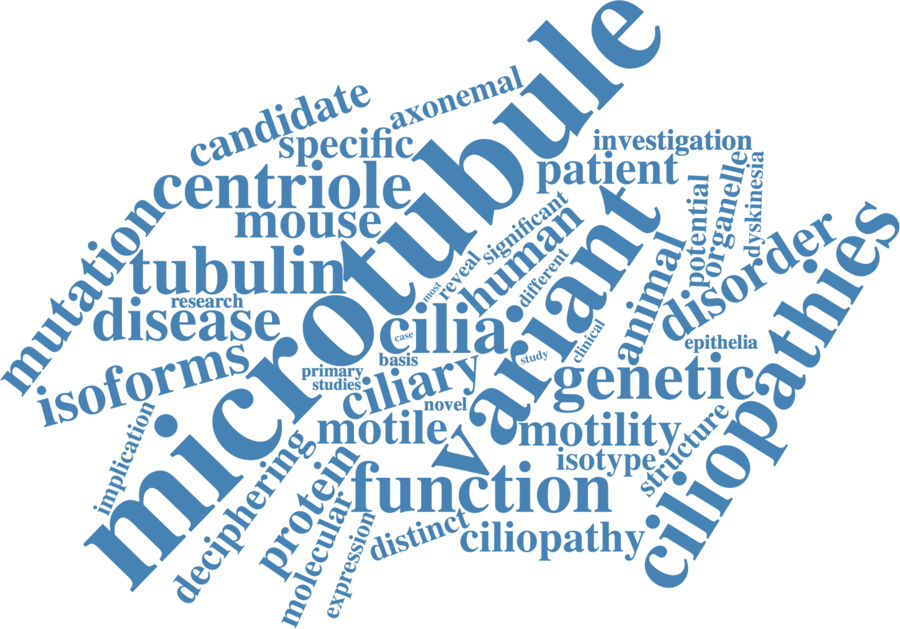 microtubule
candidate
axonemal
specific
investigation
centriole
patient
mouse
mutation
potential
organelle
dyskinesia
significant
human
reveal
most
different
variant
animal
disorder
ciliopathies
tubulin
research
disease
cilia
case
basis
study
clinical
epithelia
isoforms
primary
studies
ciliary
novel
genetic
motile
motility
structure
isotype
implication
deciphering
protein
molecular
expression
function
distinct
ciliopathy